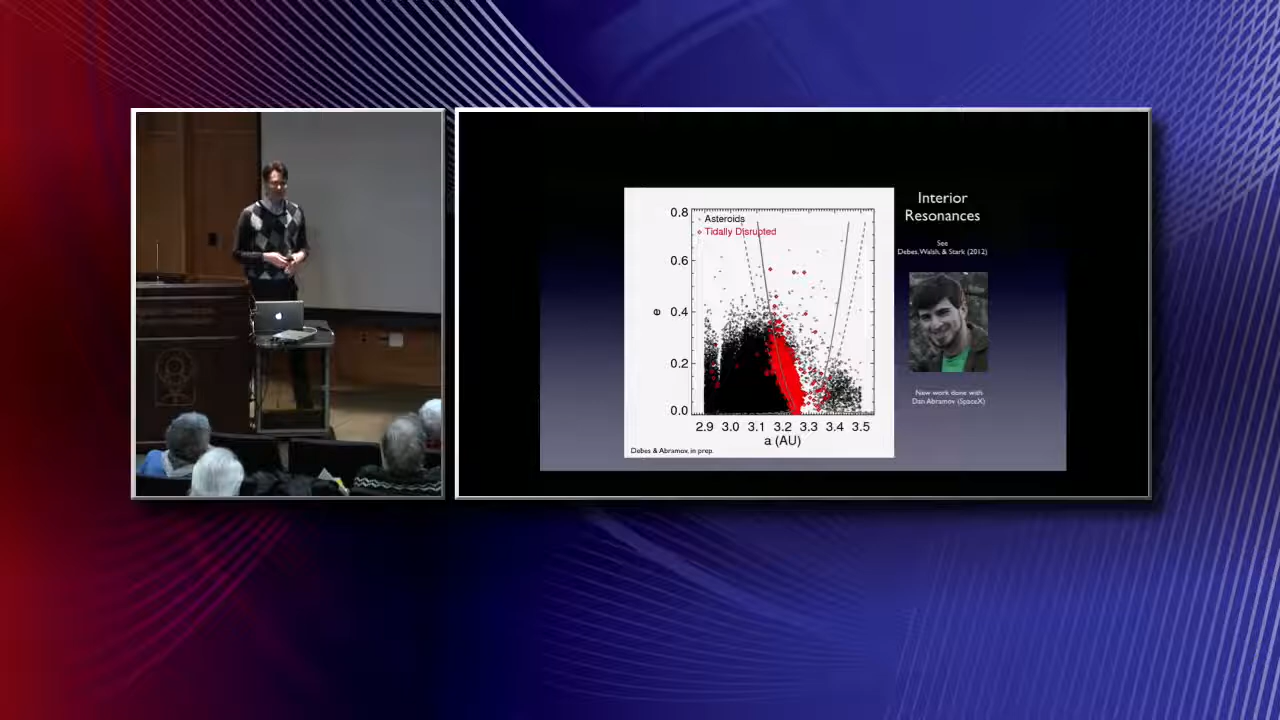 Interior
Resonances
See
Debes, Walsh, & Stark (2012)
New work done with
Dan Abramov (SpaceX)
Asteroids
Tidally Disrupted
0.8
0.6
e
0.4
0.2
0.0
2.9 3.0 3.1 3.2 3.3 3.4 3.5
a (AU)
Debes & Abramov, in prep.